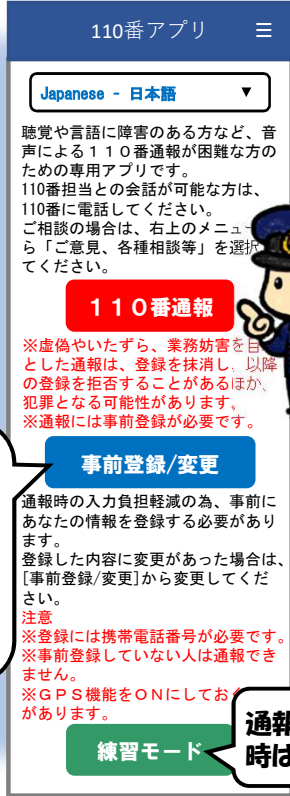 110番アプリ ☰
Japanese - 日本語 ▼
聴覚や言語に障害のある方など、音
声による１１０番通報が困難な方の
ための専用アプリです。
110番担当との会話が可能な方は、
110番に電話してください。
ご相談の場合は、右上のメニュー
ら「ご意見、各種相談等」を選択
てください。
１１０番通報
※虚偽やいたずら、業務妨害を目
とした通報は、登録を抹消し、以降
の登録を拒否することがあるほか、
犯罪となる可能性があります。
※通報には事前登録が必要です。
事前登録/変更
通報時の入力負担軽減の為、事前に
あなたの情報を登録する必要があり
ます。
登録した内容に変更があった場合は、
[事前登録/変更]から変更してくだ
さい。
注意
※登録には携帯電話番号が必要です。
※事前登録していない人は通報でき
ません。
※ＧＰＳ機能をＯＮにしてお
があります。
練習モード
通報
時は